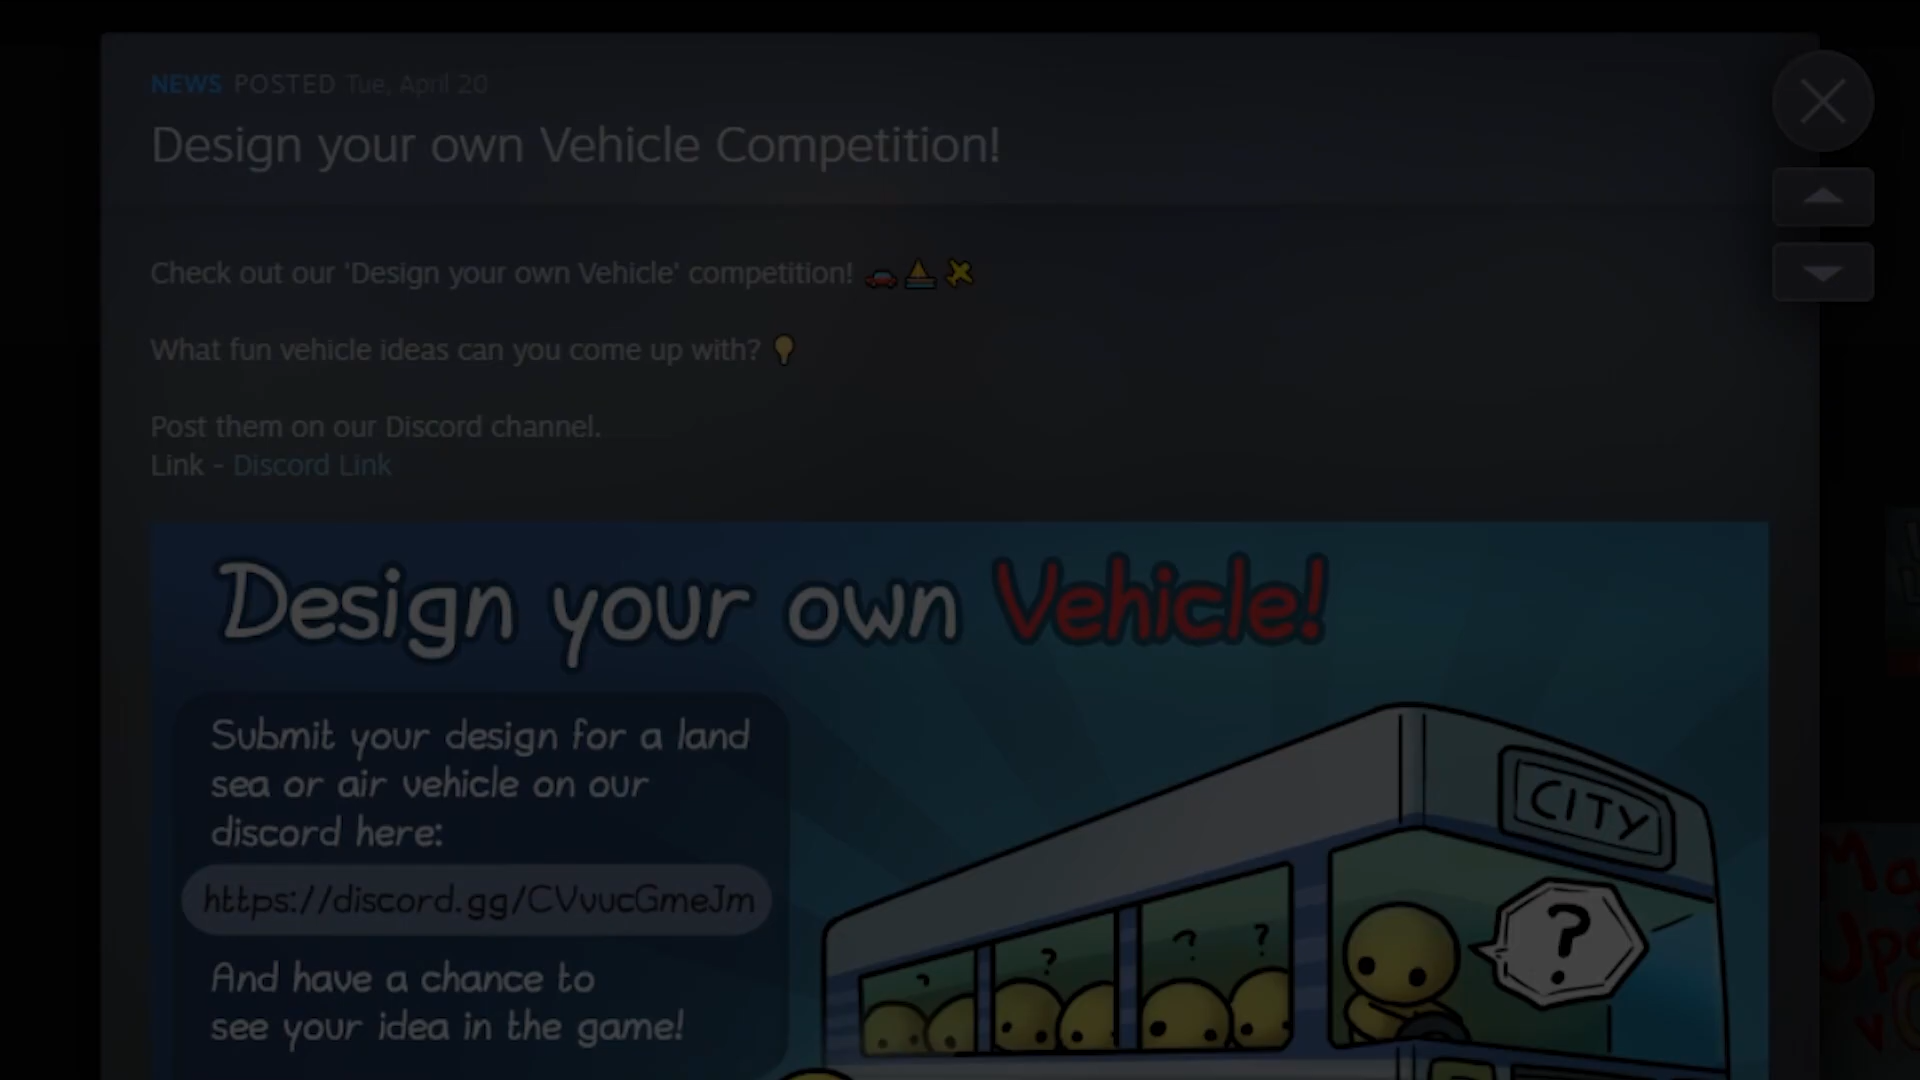 NEWS POSTED Tue, April 20
Design your own Vehicle Competition!
Check out our 'Design your own Vehicle' competition!
What fun vehicle ideas can you come up with?
Post them on our Discord channel.
Link - Discord Link
Design your own Vehicle!
Submit your design for a land
sea or air vehicle on our
discord here:
https://discord.gg/CVvucGmeJm
And have a chance to
see your idea in the game!
CITY
? ? ? ?
?